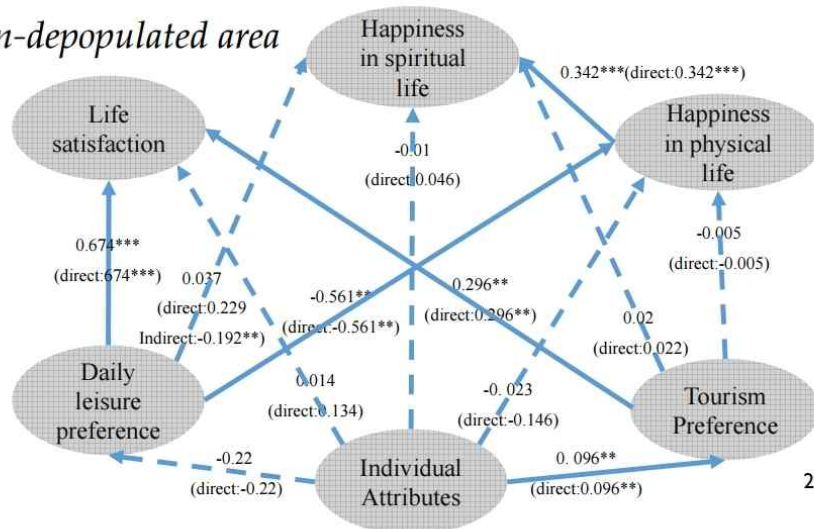 n-depopulated area
Happiness
in spiritual
life
0.342***(direct:0.342***)
Life
satisfaction
Happiness
in physical
life
-0.01
(direct:0.046)
0.674***
(direct:674***)
0.037
(direct:0.229
Indirect:-0.192**)
-0.561**
(direct:-0.561**)
0.296**
(direct:0.296**)
-0.005
(direct:-0.005)
0.02
(direct:0.022)
Daily
leisure
preference
0.014
(direct:0.134)
-0. 023
(direct:-0.146)
Tourism
Preference
-0.22
(direct:-0.22)
Individual
Attributes
0. 096**
(direct:0.096**)
2